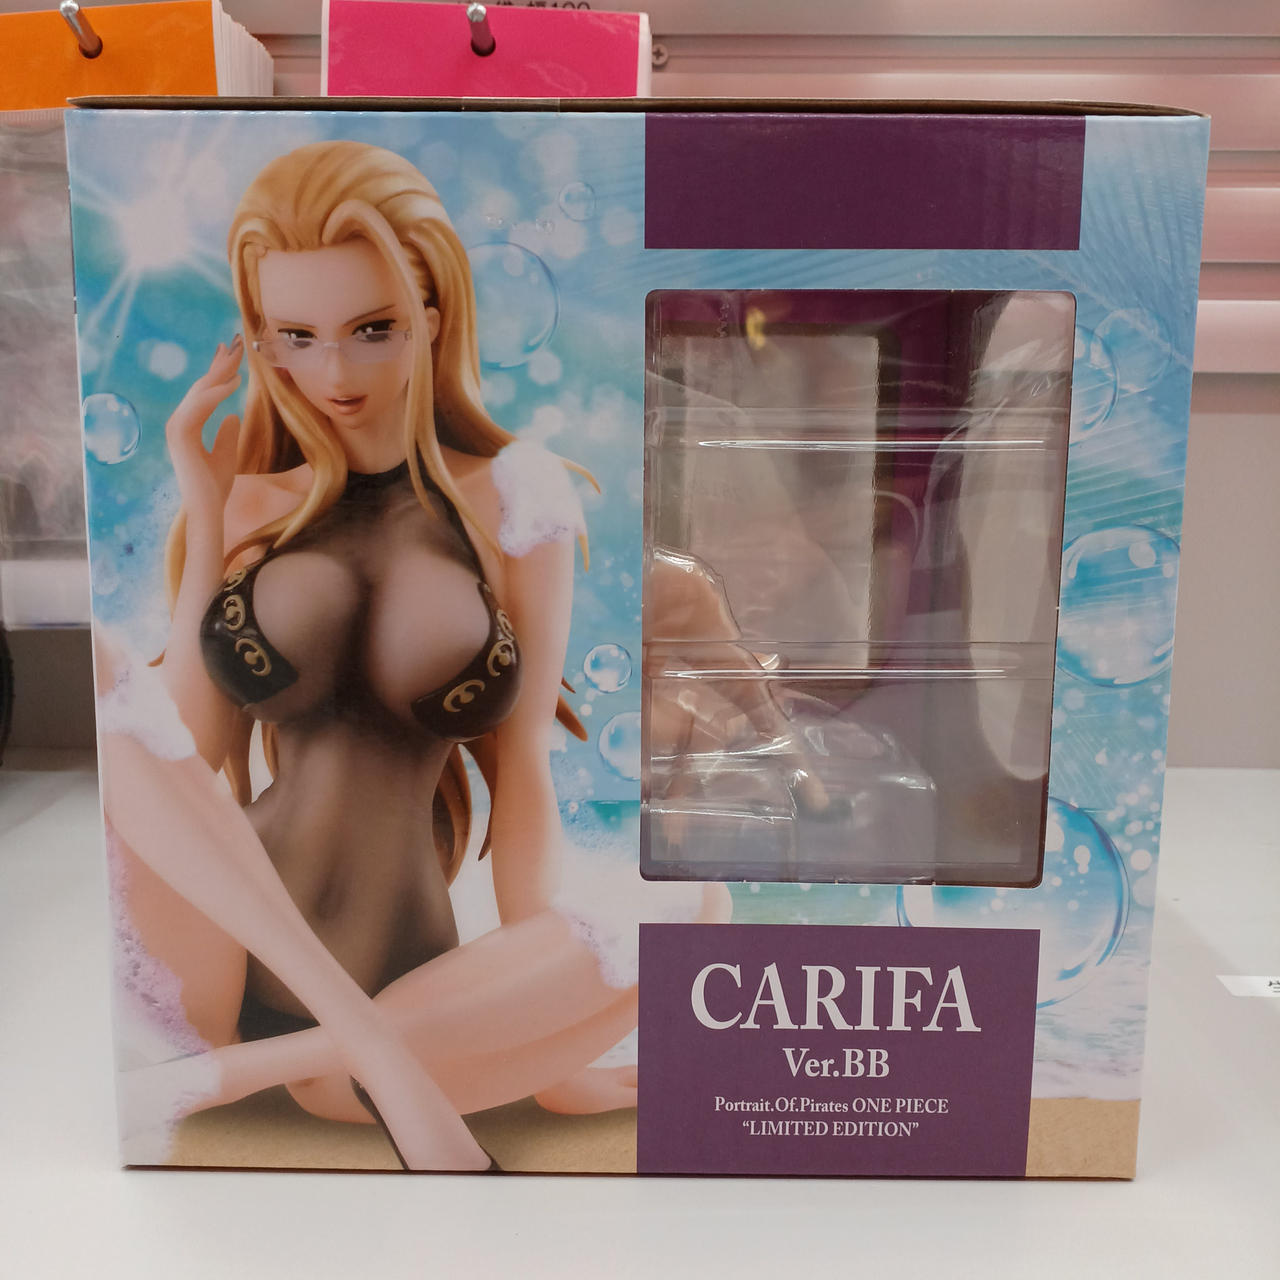 CARIFA
Ver.BB
Portrait.Of.Pirates ONE PIECE
“LIMITED EDITION”